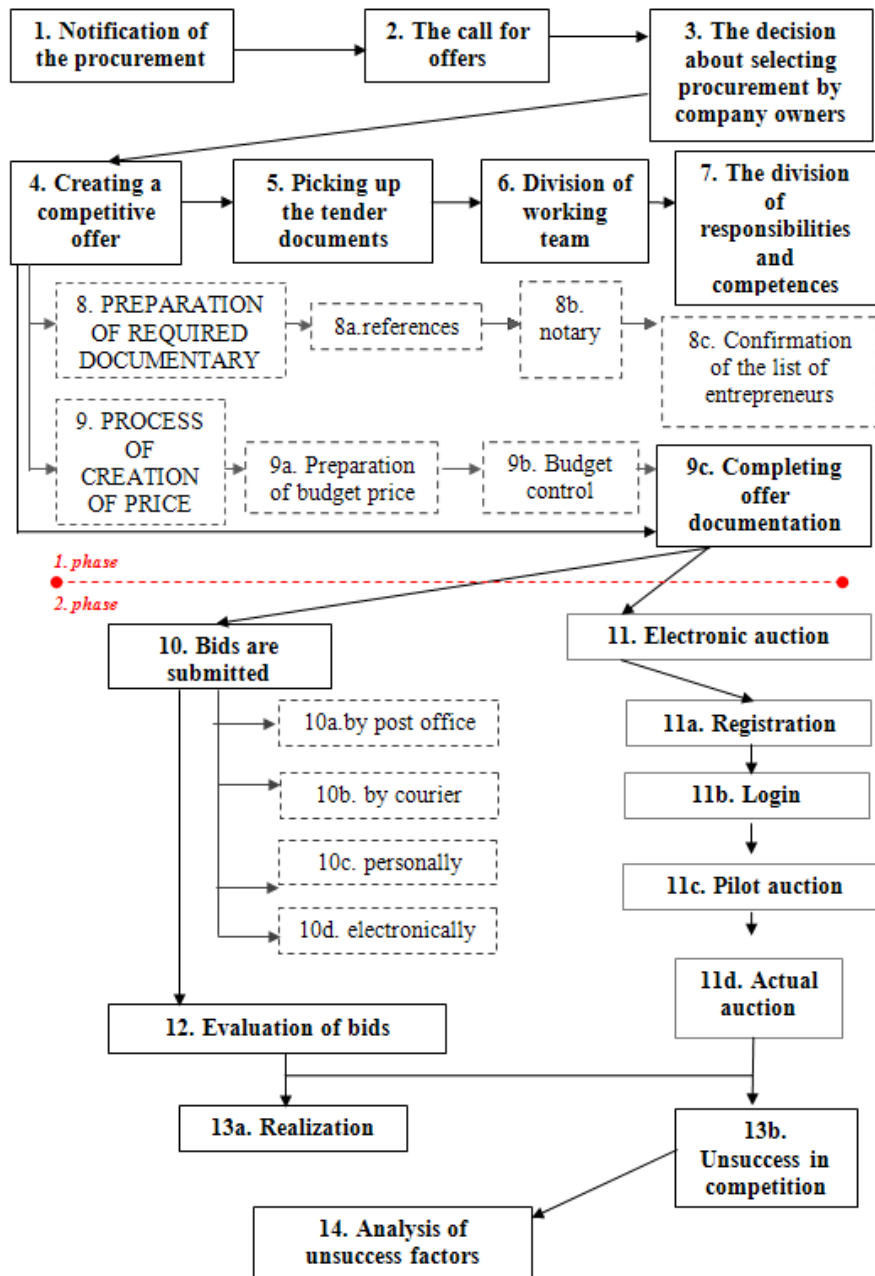 1. Notification of
the procurement
2. The call for
offers
3. The decision
about selecting
procurement by
company owners
4. Creating a
competitive
offer
5. Picking up
the tender
documents
6. Division of
working
team
7. The division
of
responsibilities
and
competences
8. PREPARATION
OF REQUIRED
DOCUMENTARY
8a.references
8b.
notary
8c. Confirmation
of the list of
entrepreneurs
9. PROCESS
OF
CREATION
OF PRICE
9a. Preparation
of budget price
9b. Budget
control
9c. Completing
offer
documentation
1. phase
2. phase
10. Bids are
submitted
11. Electronic auction
10a.by post office
11a. Registration
10b. by courier
11b. Login
10c. personally
11c. Pilot auction
10d. electronically
11d. Actual
auction
12. Evaluation of bids
13a. Realization
13b.
Unsuccess in
competition
14. Analysis of
unsuccess factors